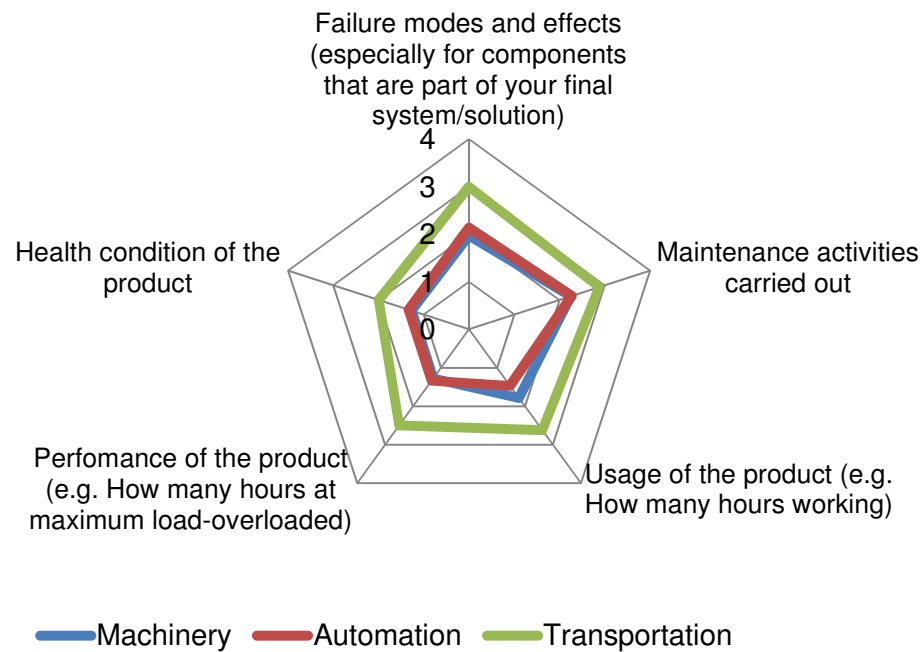 Failure modes and effects
(especially for components
that are part of your final
system/solution)
4
3
2
1
0
Health condition of the
product
Maintenance activities
carried out
Perfomance of the product
(e.g. How many hours at
maximum load-overloaded)
Usage of the product (e.g.
How many hours working)
Machinery Automation Transportation